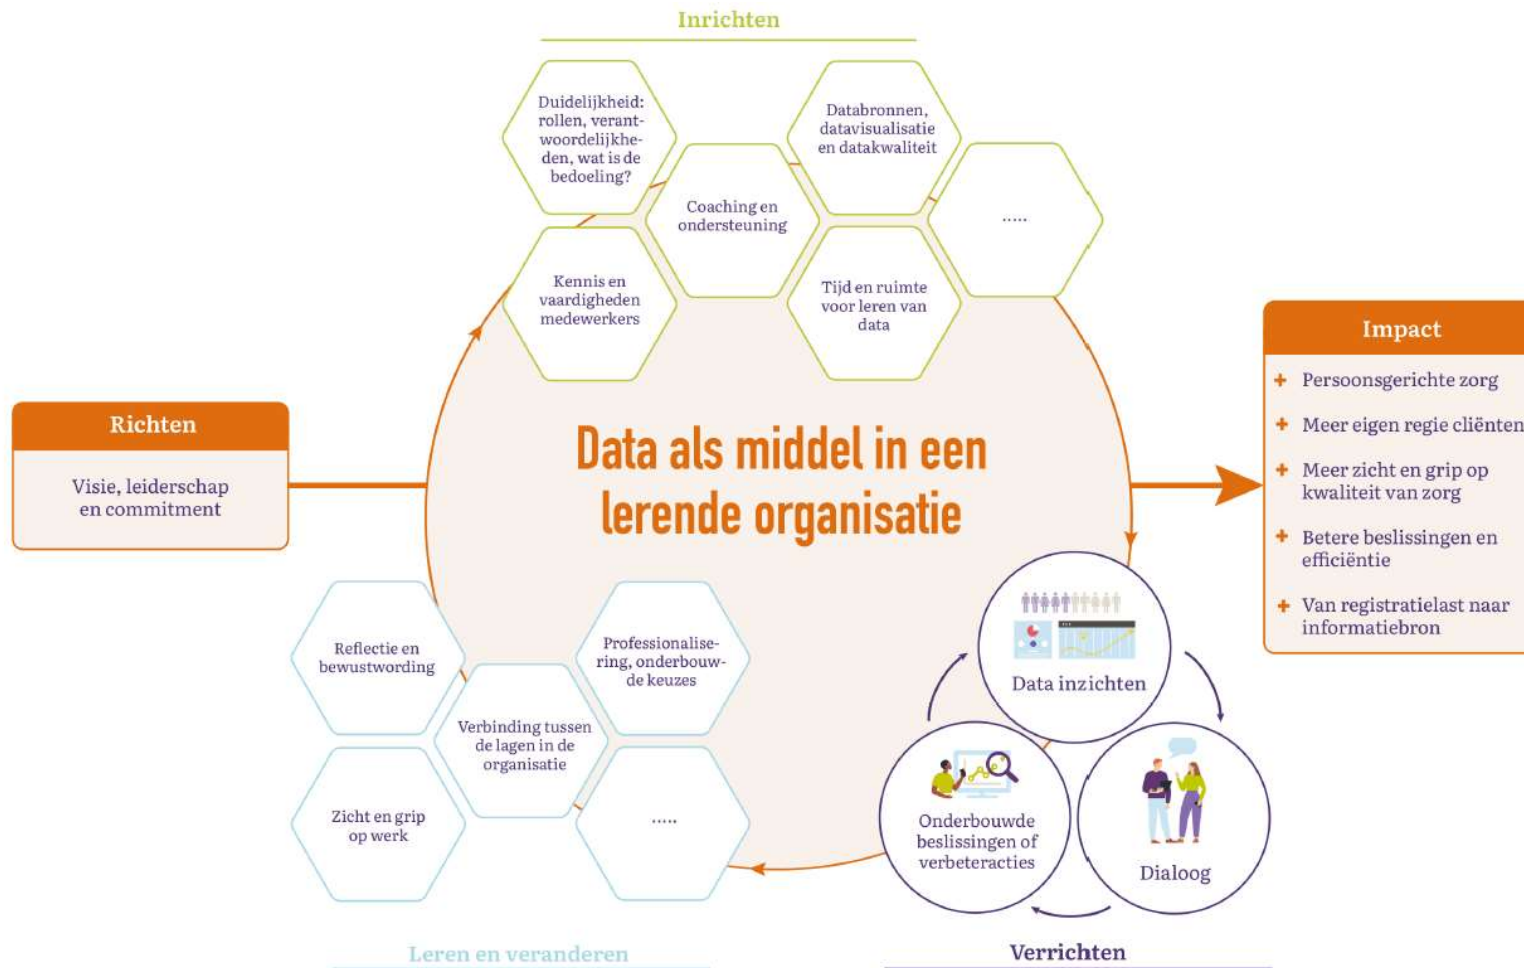 Inrichten
Duidelijkheid:
rollen, verant-
woordelijkhe-
den, wat is de
bedoeling?
Databronnen,
datavisualisatie
en datakwaliteit
Coaching en
ondersteuning
.....
Kennis en
vaardigheden
medewerkers
Tijd en ruimte
voor leren van
data
Richten
Visie, leiderschap
en commitment
Data als middel in een
lerende organisatie
Impact
+ Persoonsgerichte zorg
+ Meer eigen regie cliënten
+ Meer zicht en grip op
kwaliteit van zorg
+ Betere beslissingen en
efficiëntie
+ Van registratielast naar
informatiebron
Reflectie en
bewustwording
Professionalise-
ring, onderbouw-
de keuzes
Verbinding tussen
de lagen in de
organisatie
Zicht en grip
op werk
.....
Leren en veranderen
Data inzichten
Onderbouwde
beslissingen of
verbeteracties
Dialoog
Verrichten